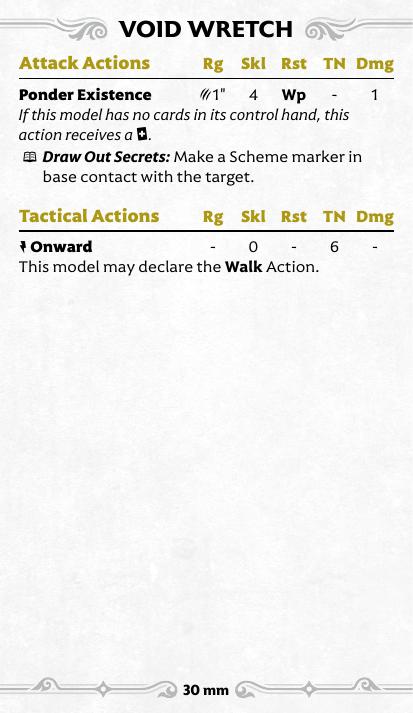 VOID WRETCH
Attack Actions Rg Skl Rst TN Dmg
Ponder Existence 1" 4 Wp - 1
If this model has no cards in its control hand, this
action receives a .
Draw Out Secrets: Make a Scheme marker in
base contact with the target.
Tactical Actions Rg Skl Rst TN Dmg
Onward - 0 - 6 -
This model may declare the Walk Action.
30 mm